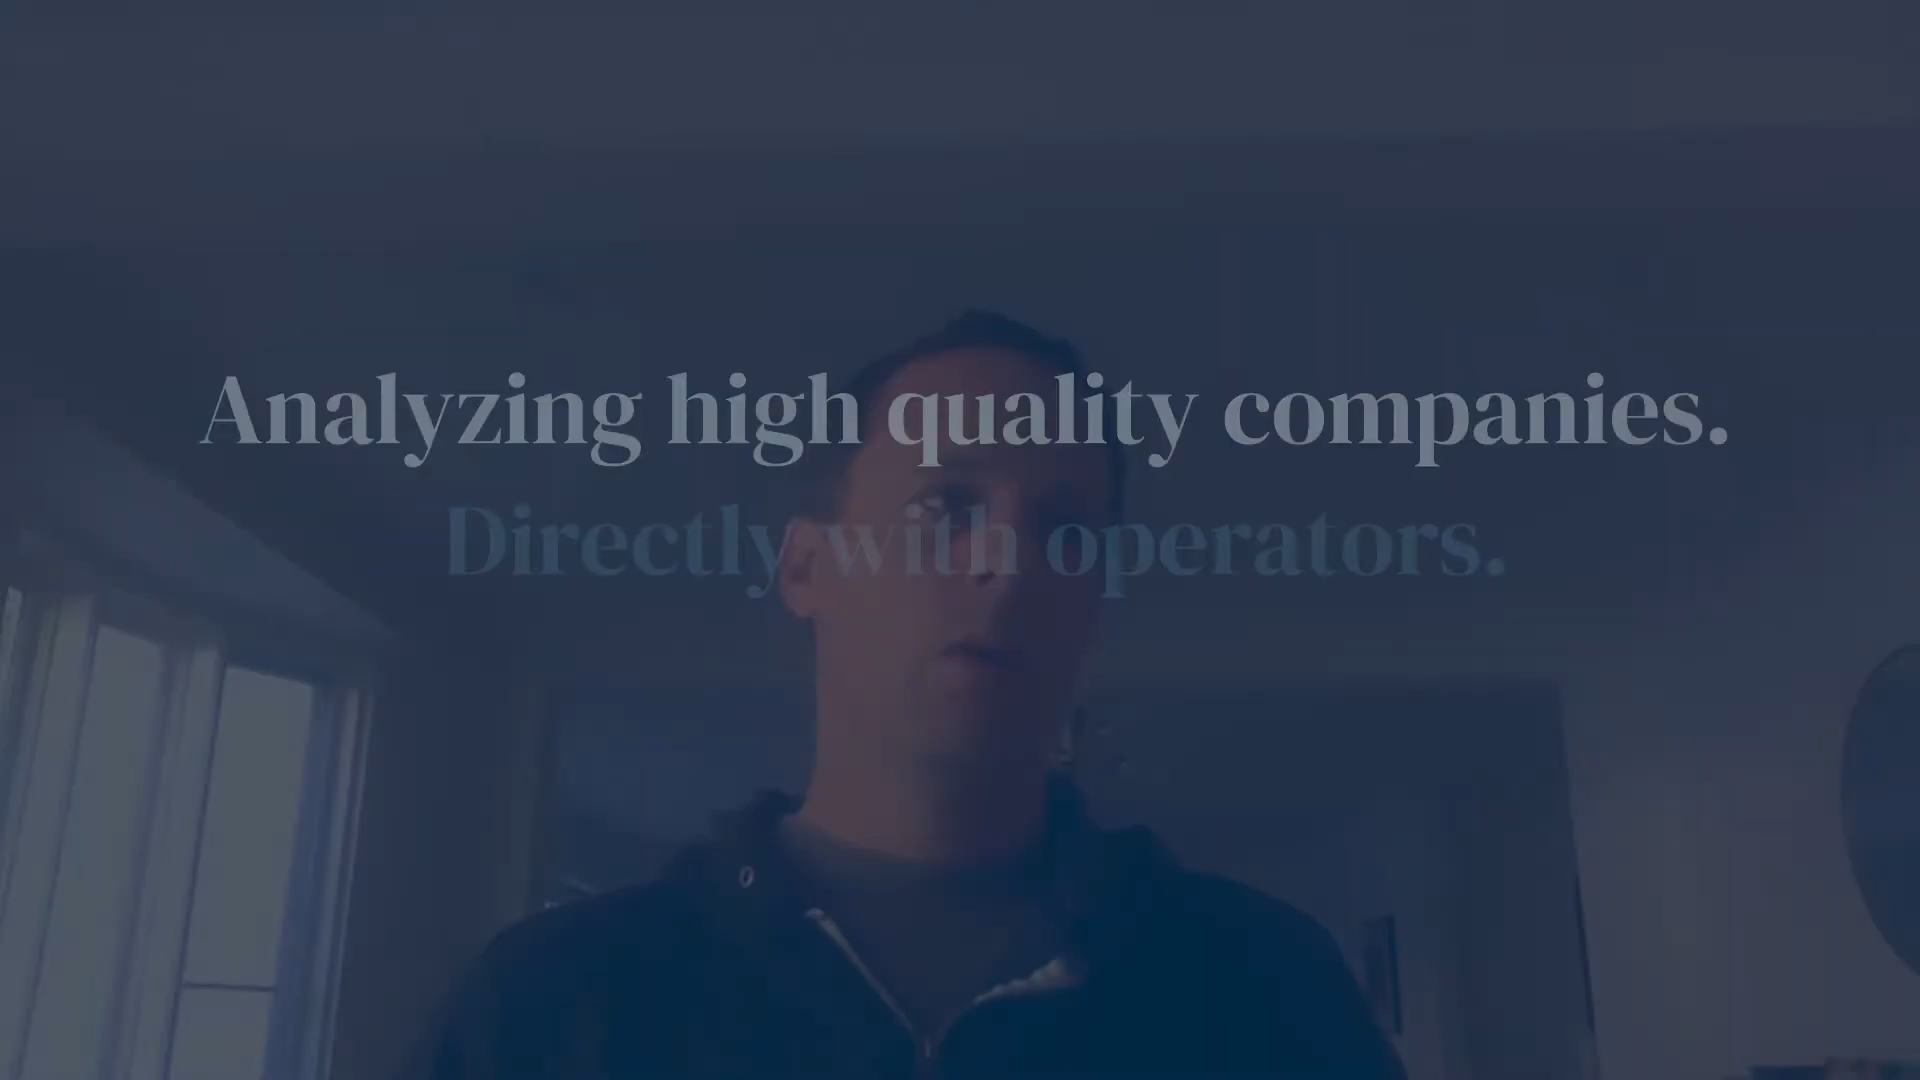 Analyzing high quality companies.
Directly with operators.